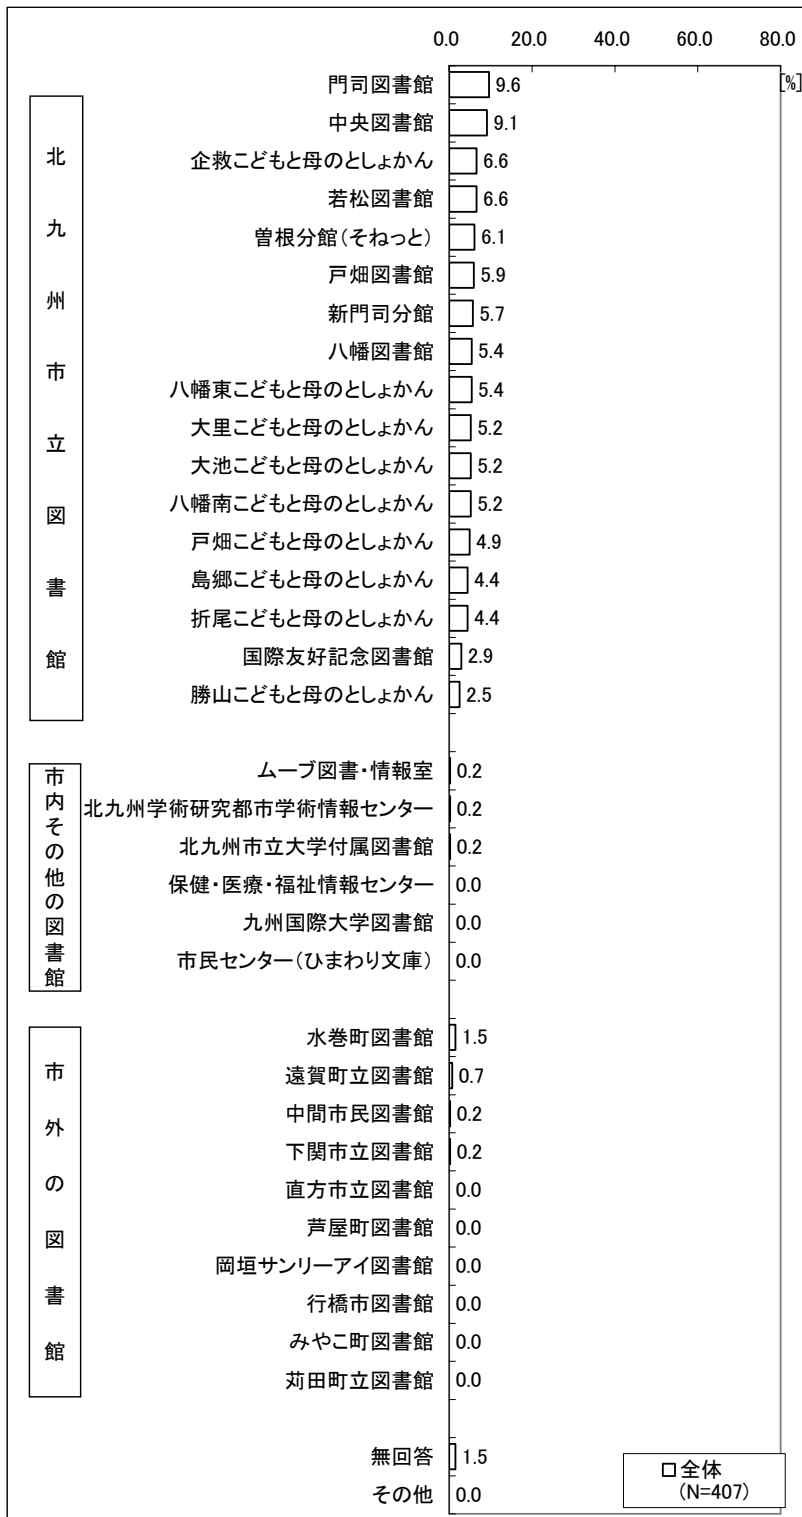 0.0 20.0 40.0 60.0 80.0
[%]
北九州市立図書館
門司図書館 9.6
中央図書館 9.1
企救こどもと母のとしょかん 6.6
若松図書館 6.6
曽根分館(そねっと) 6.1
戸畑図書館 5.9
新門司分館 5.7
八幡図書館 5.4
八幡東こどもと母のとしょかん 5.4
大里こどもと母のとしょかん 5.2
大池こどもと母のとしょかん 5.2
八幡南こどもと母のとしょかん 5.2
戸畑こどもと母のとしょかん 4.9
島郷こどもと母のとしょかん 4.4
折尾こどもと母のとしょかん 4.4
国際友好記念図書館 2.9
勝山こどもと母のとしょかん 2.5
市内その他の図書館
ムーブ図書・情報室 0.2
北九州学術研究都市学術情報センター 0.2
北九州市立大学付属図書館 0.2
保健・医療・福祉情報センター 0.0
九州国際大学図書館 0.0
市民センター(ひまわり文庫) 0.0
市外の図書館
水巻町図書館 1.5
遠賀町立図書館 0.7
中間市民図書館 0.2
下関市立図書館 0.2
直方市立図書館 0.0
芦屋町図書館 0.0
岡垣サンリーアイ図書館 0.0
行橋市図書館 0.0
みやこ町図書館 0.0
苅田町立図書館 0.0
無回答 1.5
その他 0.0
全体
(N=407)